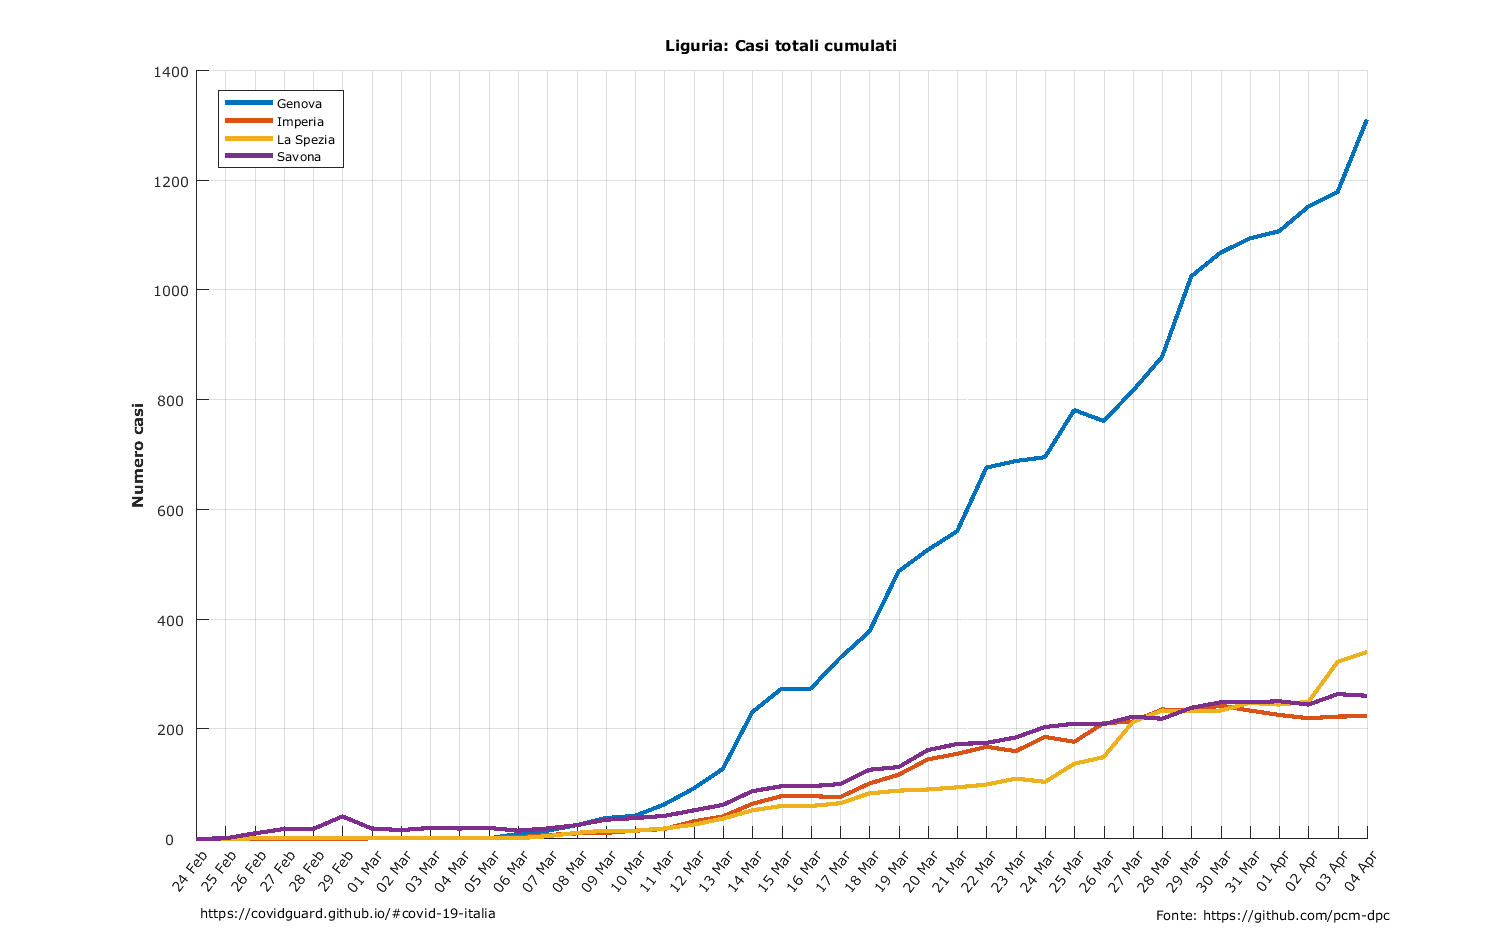 Liguria: Casi totali cumulati
1400
1200
1000
800
600
400
200
0
Numero casi
Genova
Imperia
La Spezia
Savona
24 Feb
25 Feb
26 Feb
27 Feb
28 Feb
29 Feb
01 Mar
02 Mar
03 Mar
04 Mar
05 Mar
06 Mar
07 Mar
08 Mar
09 Mar
10 Mar
11 Mar
12 Mar
13 Mar
14 Mar
15 Mar
16 Mar
17 Mar
18 Mar
19 Mar
20 Mar
21 Mar
22 Mar
23 Mar
24 Mar
25 Mar
26 Mar
27 Mar
28 Mar
29 Mar
30 Mar
31 Mar
01 Apr
02 Apr
03 Apr
04 Apr
https://covidguard.github.io/#covid-19-italia
Fonte: https://github.com/pcm-dpc